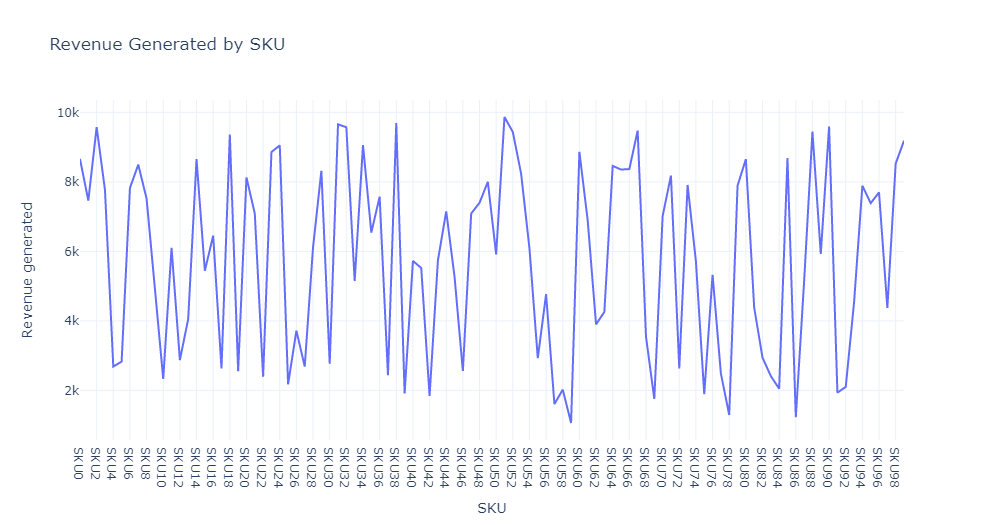 Revenue Generated by SKU
Revenue generated
10k
8k
6k
4k
2k
SKU0
SKU2
SKU4
SKU6
SKU8
SKU10
SKU12
SKU14
SKU16
SKU18
SKU20
SKU22
SKU24
SKU26
SKU28
SKU30
SKU32
SKU34
SKU36
SKU38
SKU40
SKU42
SKU44
SKU46
SKU48
SKU50
SKU52
SKU54
SKU56
SKU58
SKU60
SKU62
SKU64
SKU66
SKU68
SKU70
SKU72
SKU74
SKU76
SKU78
SKU80
SKU82
SKU84
SKU86
SKU88
SKU90
SKU92
SKU94
SKU96
SKU98
SKU